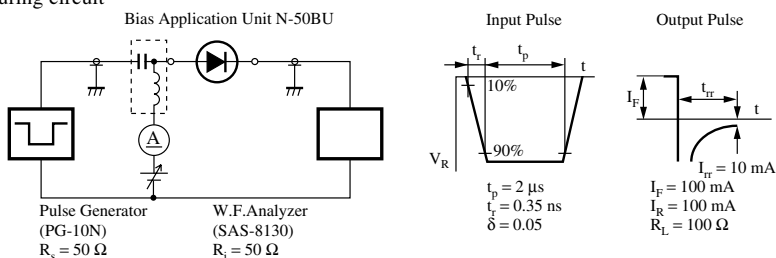 uring circuit
Bias Application Unit N-50BU
Input Pulse
Output Pulse
A
Pulse Generator
(PG-10N)
R_s = 50 Ω
W.F.Analyzer
(SAS-8130)
R_i = 50 Ω
t_r
t_p
t
10%
90%
V_R
t_p = 2 μs
t_r = 0.35 ns
δ = 0.05
I_F
t_rr
t
I_rr = 10 mA
I_F = 100 mA
I_R = 100 mA
R_L = 100 Ω